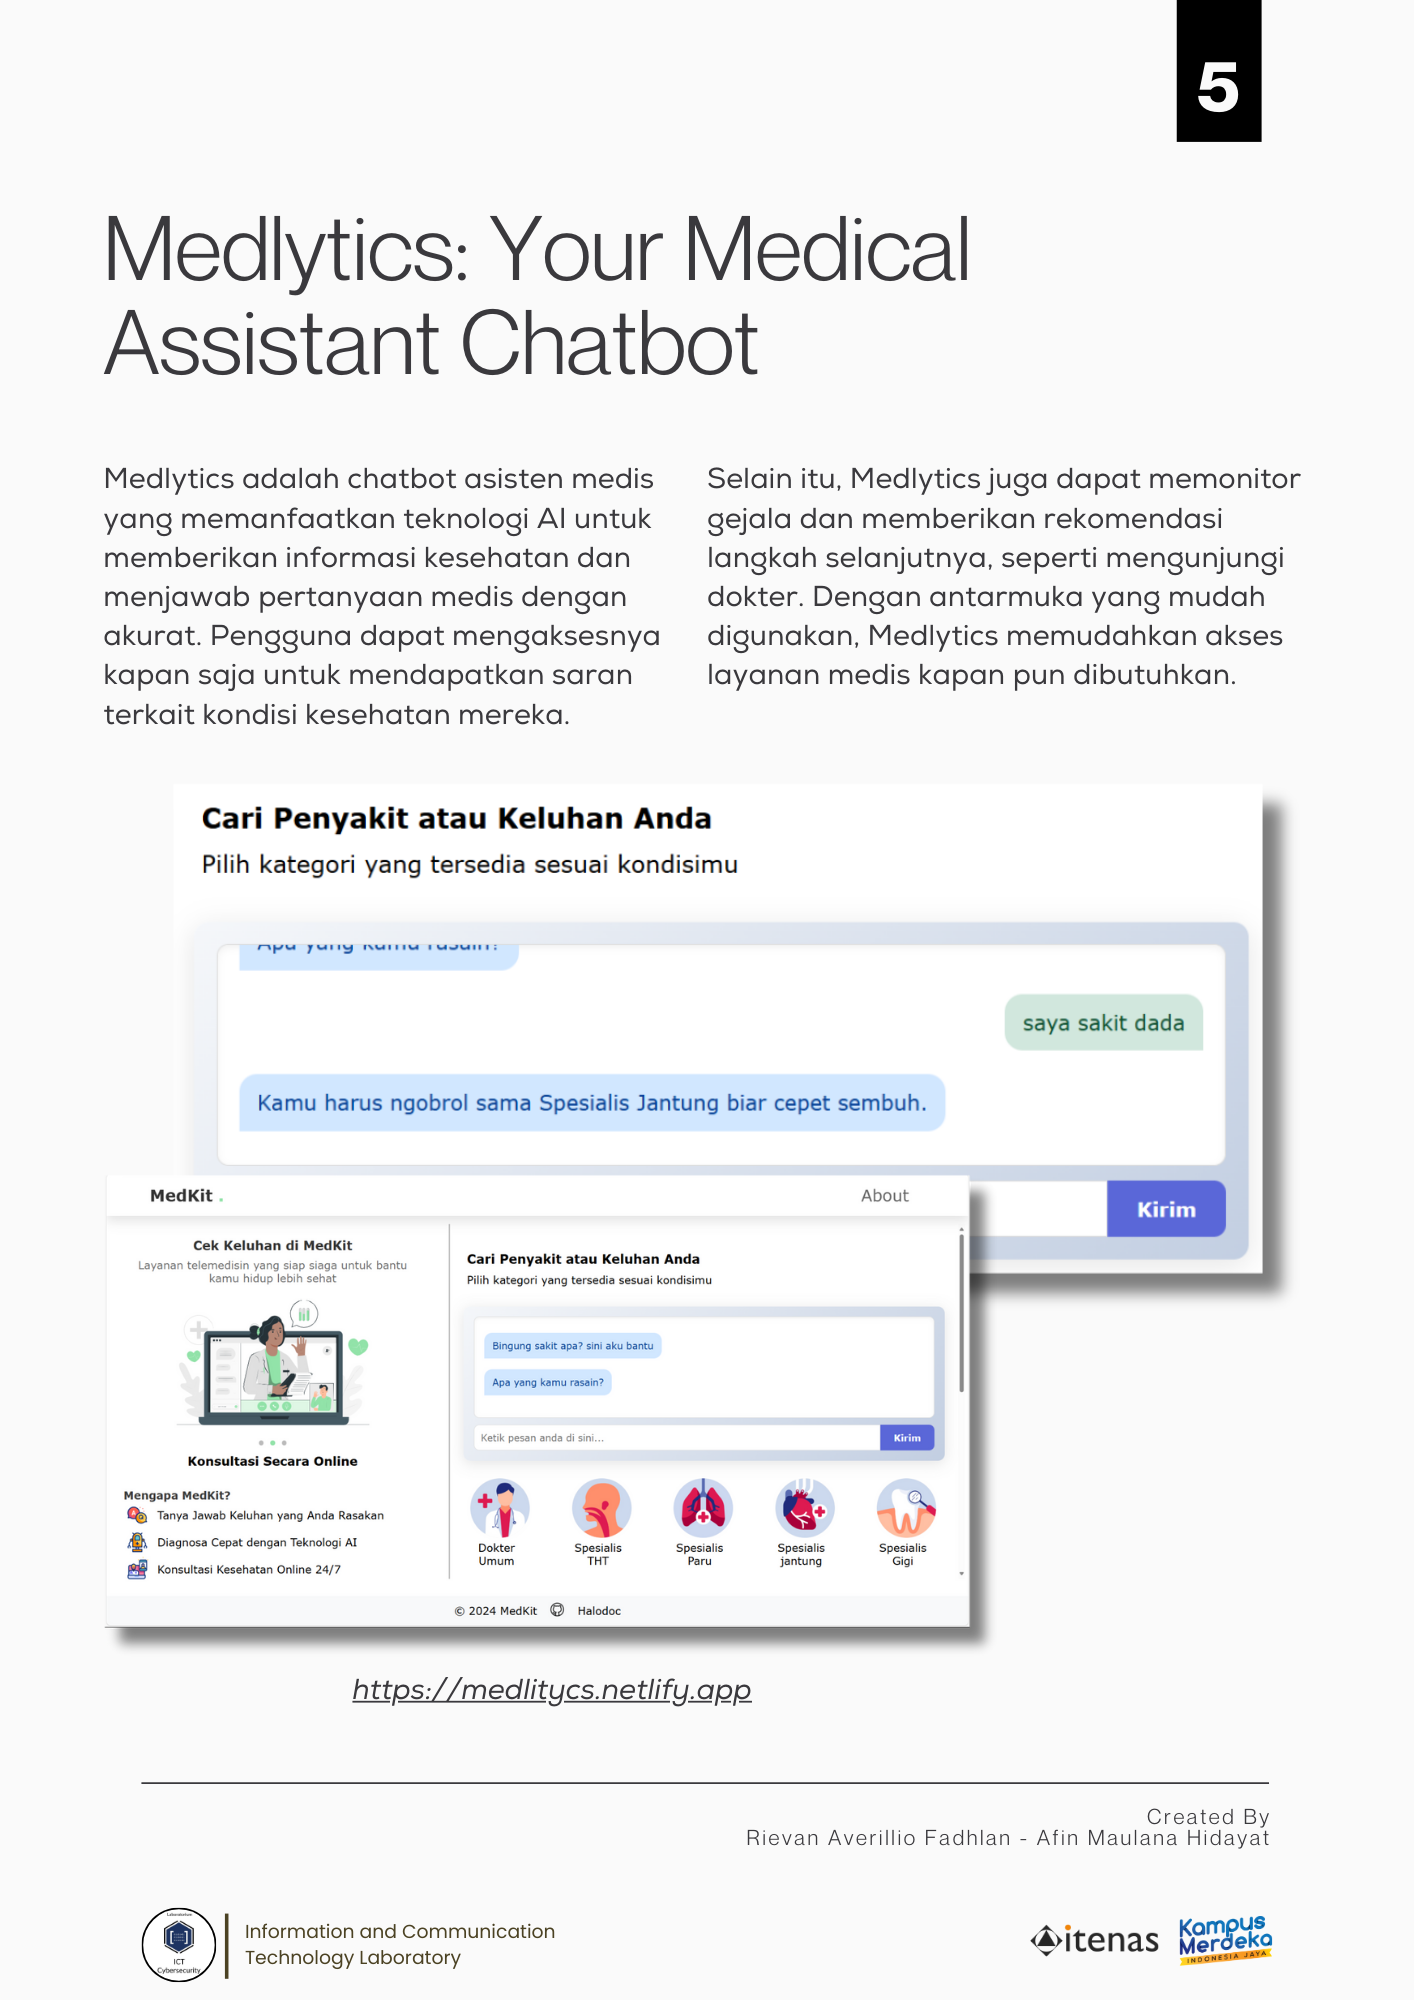 5
Medlytics: Your Medical
Assistant Chatbot
Medlytics adalah chatbot asisten medis
yang memanfaatkan teknologi AI untuk
memberikan informasi kesehatan dan
menjawab pertanyaan medis dengan
akurat. Pengguna dapat mengaksesnya
kapan saja untuk mendapatkan saran
terkait kondisi kesehatan mereka.
Selain itu, Medlytics juga dapat memonitor
gejala dan memberikan rekomendasi
langkah selanjutnya, seperti mengunjungi
dokter. Dengan antarmuka yang mudah
digunakan, Medlytics memudahkan akses
layanan medis kapan pun dibutuhkan.
Cari Penyakit atau Keluhan Anda
Pilih kategori yang tersedia sesuai kondisimu
Apa yang kamu rasain?
saya sakit dada
Kamu harus ngobrol sama Spesialis Jantung biar cepet sembuh.
Kirim
MedKit .
About
Cek Keluhan di MedKit
Layanan telemedisin yang siap siaga untuk bantu
kamu hidup lebih sehat
Konsultasi Secara Online
Mengapa MedKit?
Tanya Jawab Keluhan yang Anda Rasakan
Diagnosa Cepat dengan Teknologi AI
Konsultasi Kesehatan Online 24/7
Cari Penyakit atau Keluhan Anda
Pilih kategori yang tersedia sesuai kondisimu
Bingung sakit apa? sini aku bantu
Apa yang kamu rasain?
Ketik pesan anda di sini...
Kirim
Dokter
Umum
Spesialis
THT
Spesialis
Paru
Spesialis
jantung
Spesialis
Gigi
© 2024 MedKit
Halodoc
https://medlitycs.netlify.app
Created By
Rievan Averillio Fadhlan - Afin Maulana Hidayat
Laboratorium
ICT
Cybersecurity
Information and Communication
Technology Laboratory
itenas
Kampus
Merdeka
INDONESIA JAYA